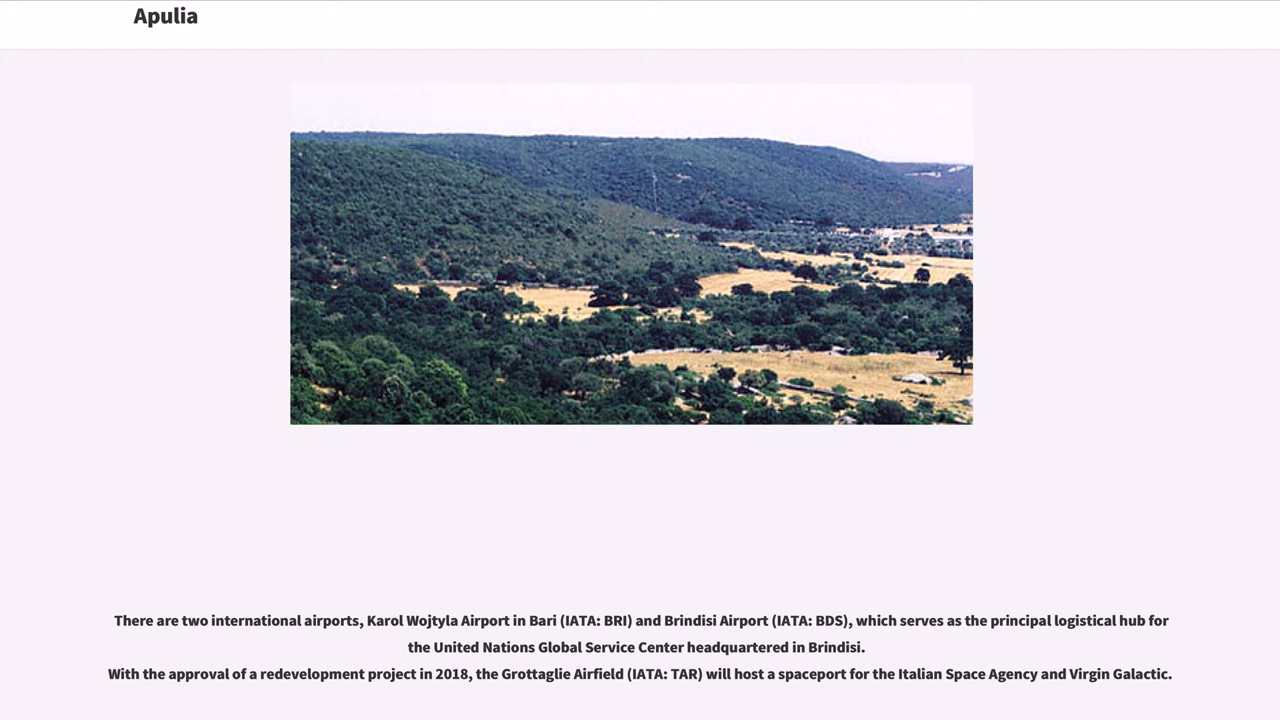 Apulia
There are two international airports, Karol Wojtyla Airport in Bari (IATA: BRI) and Brindisi Airport (IATA: BDS), which serves as the principal logistical hub for
the United Nations Global Service Center headquartered in Brindisi.
With the approval of a redevelopment project in 2018, the Grottaglie Airfield (IATA: TAR) will host a spaceport for the Italian Space Agency and Virgin Galactic.